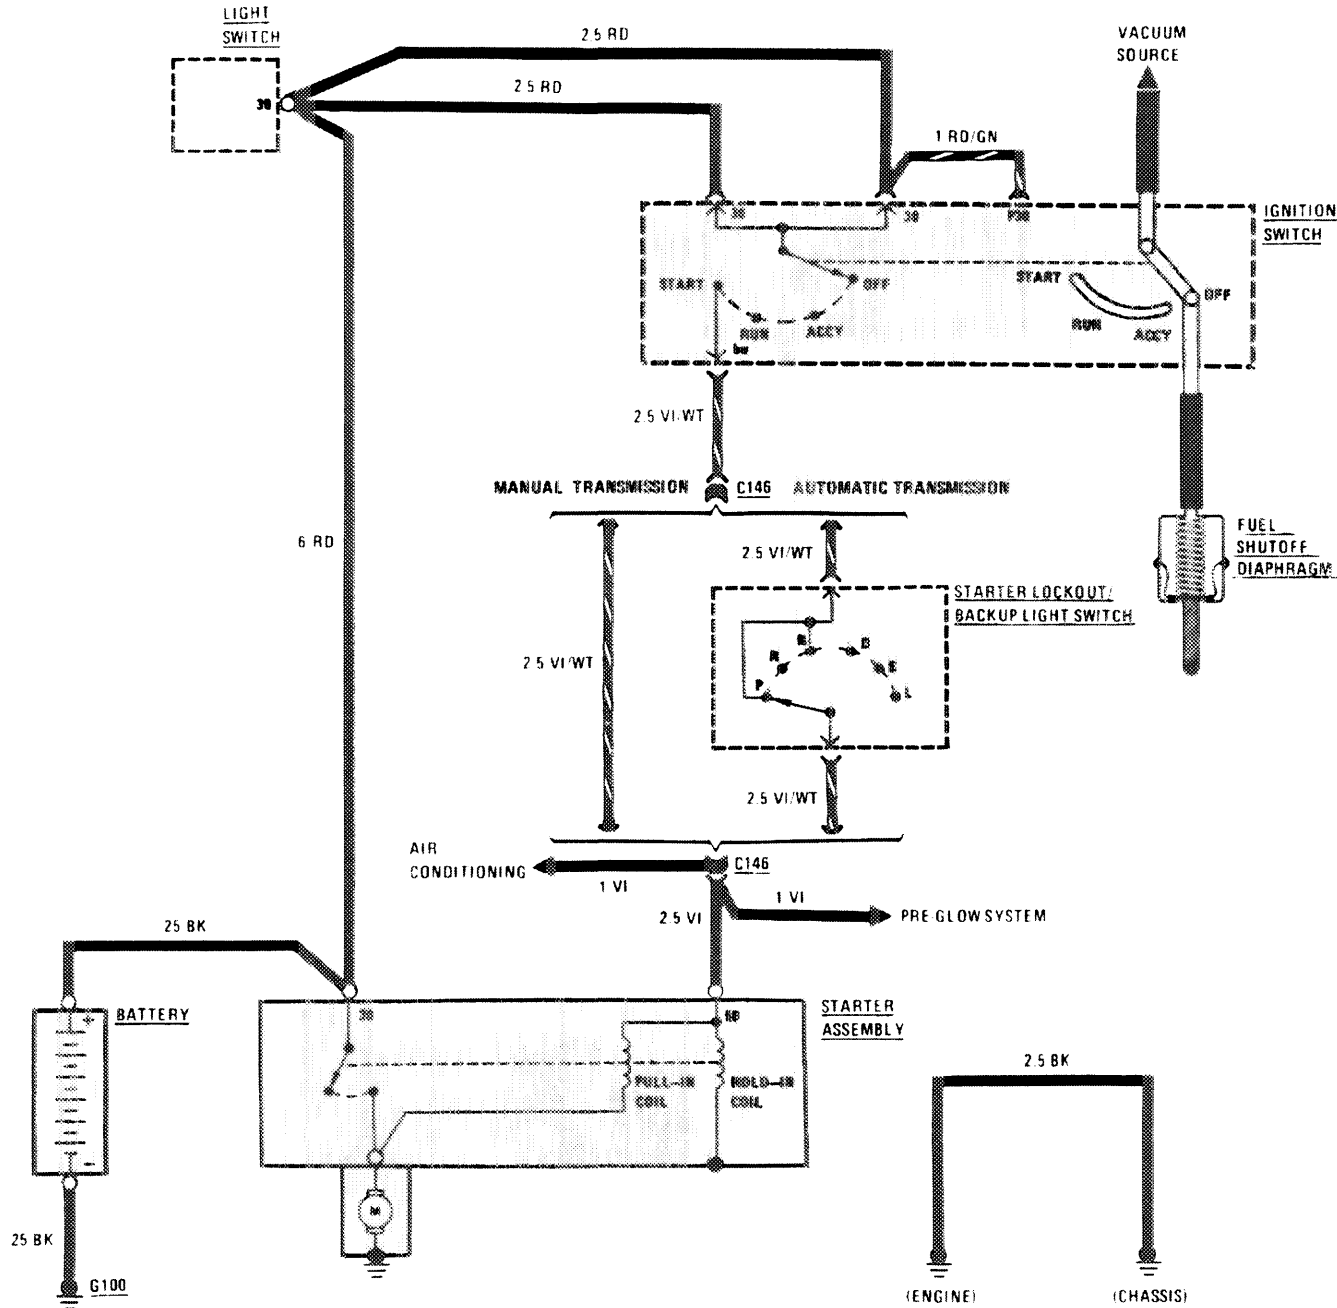 LIGHT
SWITCH
30
2.5 RD
2.5 RD
VACUUM
SOURCE
1 RD/GN
30
30
P30
IGNITION
SWITCH
START
OFF
RUN
ACCY
START
OFF
RUN
ACCY
2.5 VI-WT
MANUAL TRANSMISSION
C146
AUTOMATIC TRANSMISSION
6 RD
2.5 VI/WT
FUEL
SHUTOFF
DIAPHRAGM
STARTER LOCKOUT/
BACKUP LIGHT SWITCH
2.5 VI/WT
P
R
N
D
S
L
2.5 VI/WT
AIR
CONDITIONING
C146
1 VI
2.5 VI
1 VI
PRE-GLOW SYSTEM
25 BK
BATTERY
+
-
30
50
STARTER
ASSEMBLY
PULL-IN
COIL
HOLD-IN
COIL
M
2.5 BK
25 BK
G100
(ENGINE)
(CHASSIS)